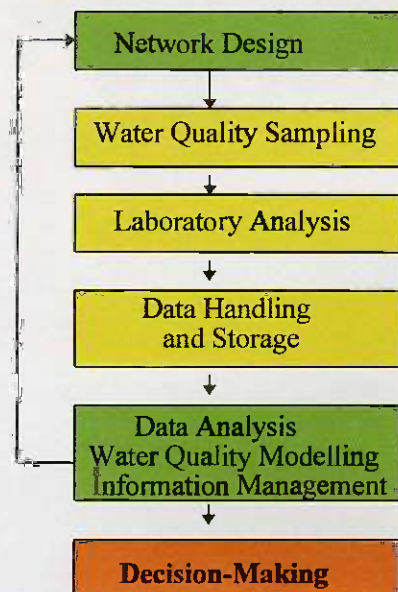 Network Design
Water Quality Sampling
Laboratory Analysis
Data Handling
and Storage
Data Analysis
Water Quality Modelling
Information Management
Decision-Making